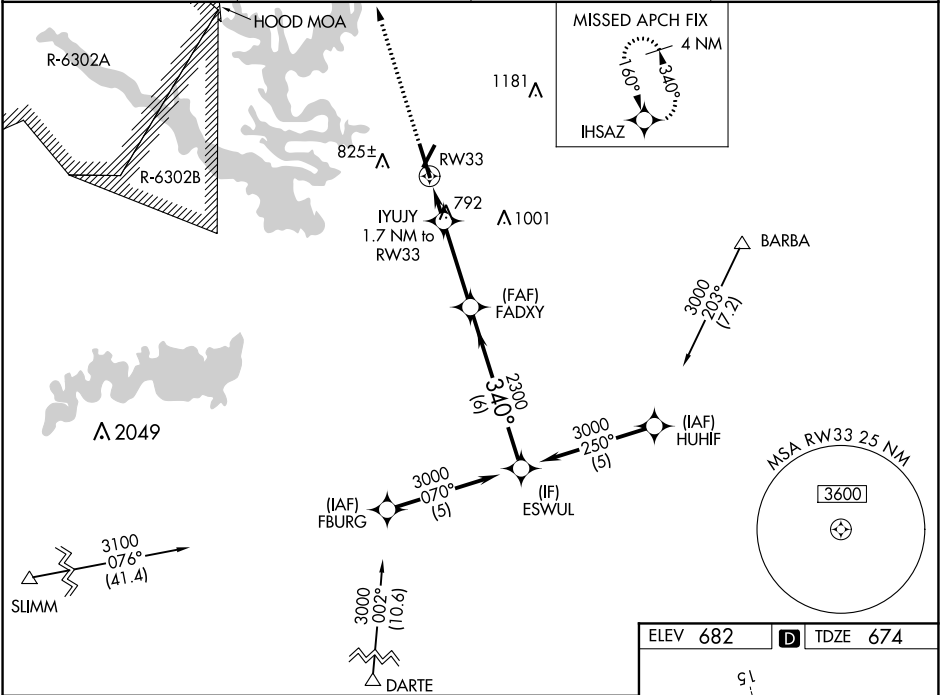 HOOD MOA
R-6302A
R-6302B
1181
MISSED APCH FIX
4 NM
160°
340°
IHSAZ
825±
RW33
792
IYUJY
1.7 NM to
RW33
1001
BARBA
3000
203°
(7.2)
(FAF)
FADXY
2300
340°
(6)
2049
3000
250°
(5)
(IAF)
HUHIF
(IF)
ESWUL
3000
070°
(5)
(IAF)
FBURG
MSA RW33 25 NM
3600
3100
076°
(41.4)
SLIMM
3000
002°
(10.6)
DARTE
ELEV 682 D TDZE 674
15